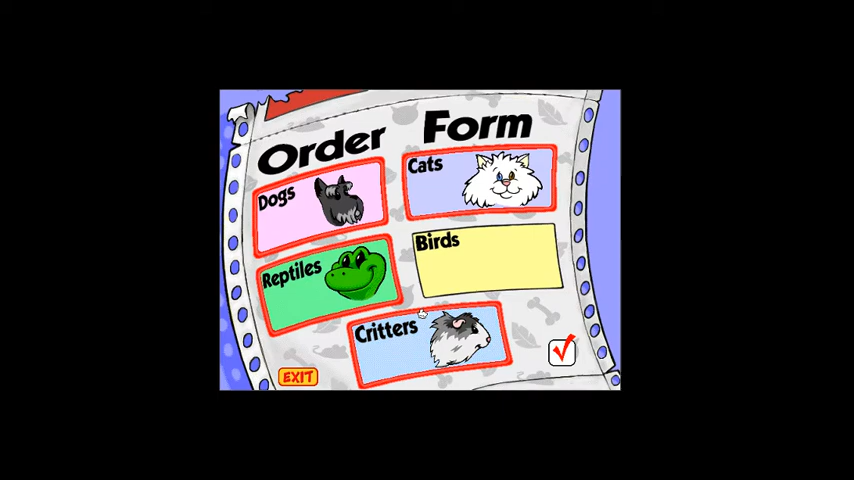 Order Form
Dogs
Cats
Reptiles
Birds
Critters
EXIT